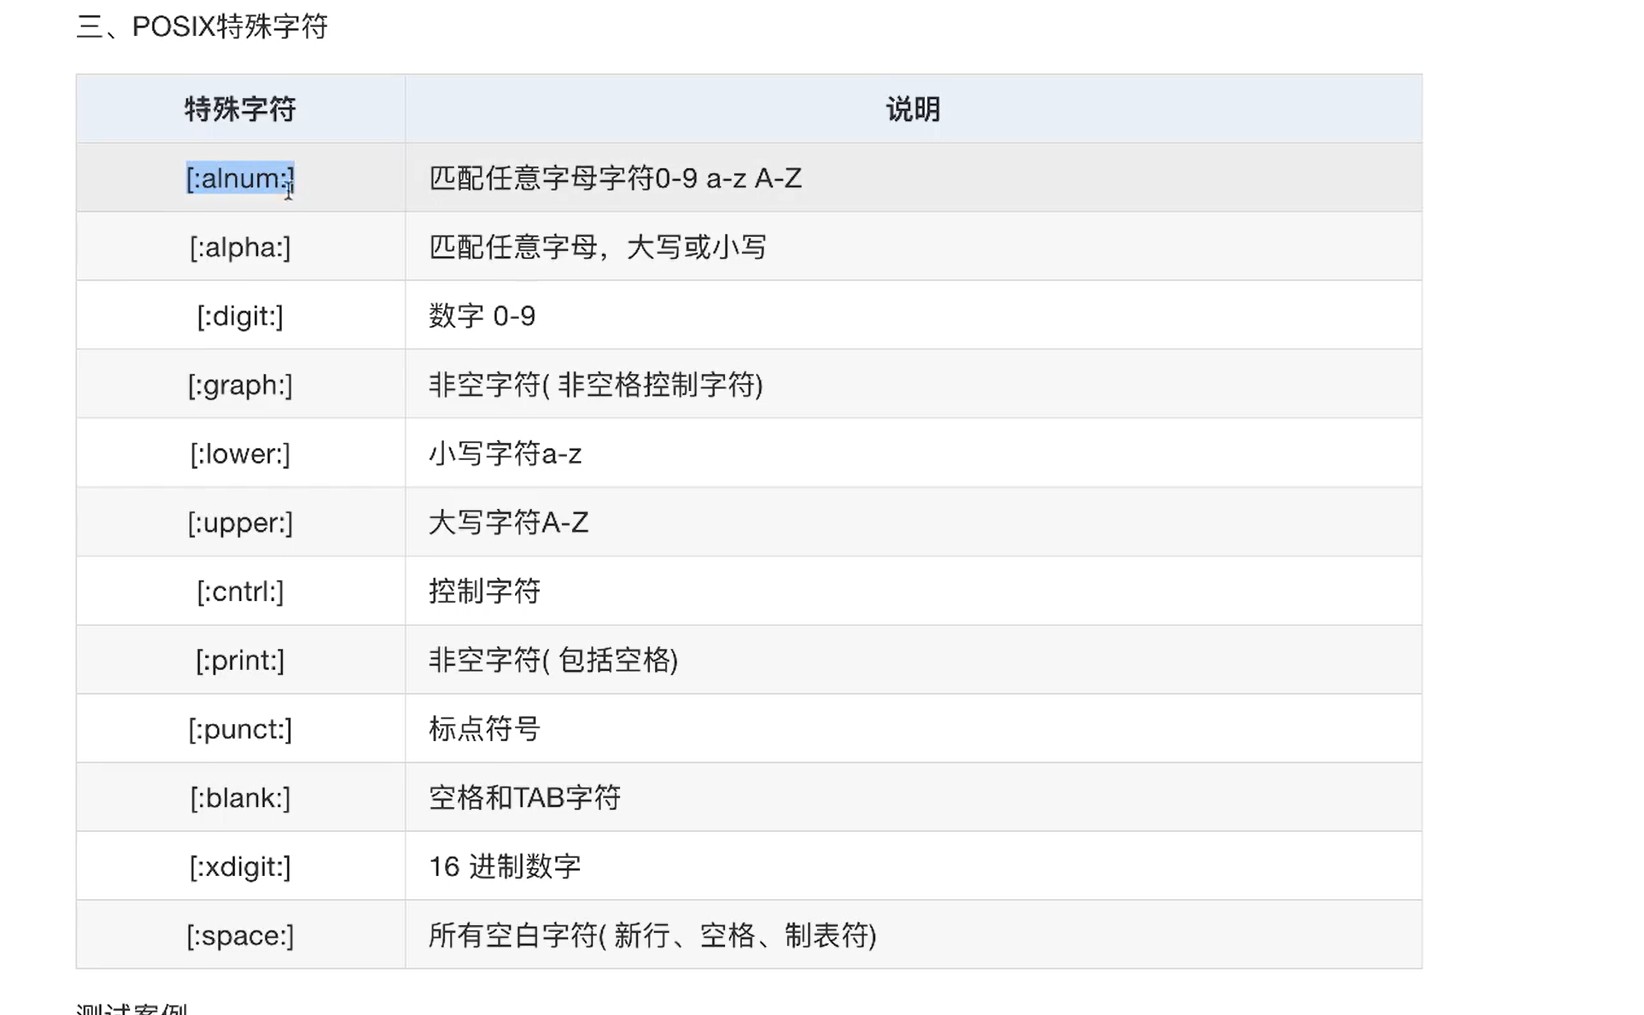 三、POSIX特殊字符
特殊字符 说明
[:alnum:] 匹配任意字母字符0-9 a-z A-Z
[:alpha:] 匹配任意字母，大写或小写
[:digit:] 数字 0-9
[:graph:] 非空字符( 非空格控制字符)
[:lower:] 小写字符a-z
[:upper:] 大写字符A-Z
[:cntrl:] 控制字符
[:print:] 非空字符( 包括空格)
[:punct:] 标点符号
[:blank:] 空格和TAB字符
[:xdigit:] 16 进制数字
[:space:] 所有空白字符( 新行、空格、制表符)
测试案例